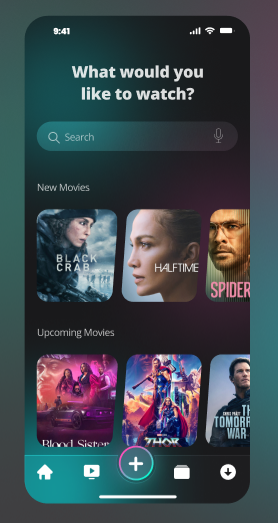 9:41
What would you
like to watch?
Search
New Movies
BLACK
CRAB
HALFTIME
SPIDER
Upcoming Movies
Blood Sister
THOR
CHRIS PRATT
THE
TOMORR
WAR